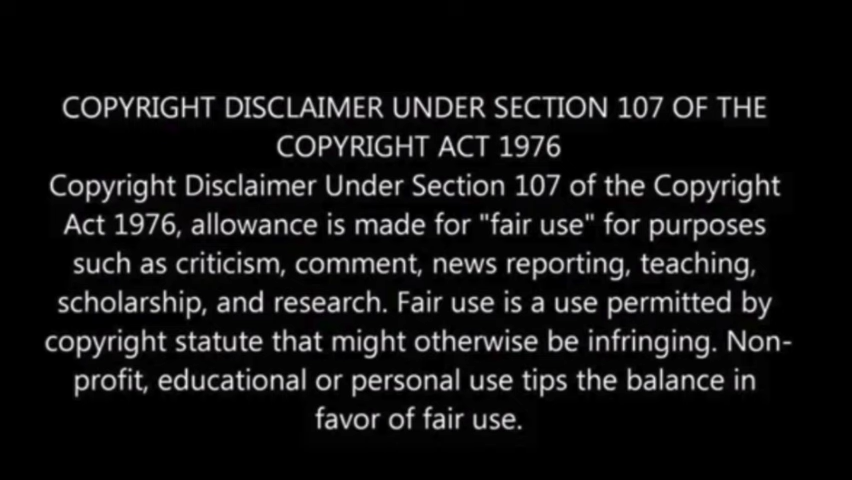 COPYRIGHT DISCLAIMER UNDER SECTION 107 OF THE
COPYRIGHT ACT 1976
Copyright Disclaimer Under Section 107 of the Copyright
Act 1976, allowance is made for "fair use" for purposes
such as criticism, comment, news reporting, teaching,
scholarship, and research. Fair use is a use permitted by
copyright statute that might otherwise be infringing. Non-
profit, educational or personal use tips the balance in
favor of fair use.